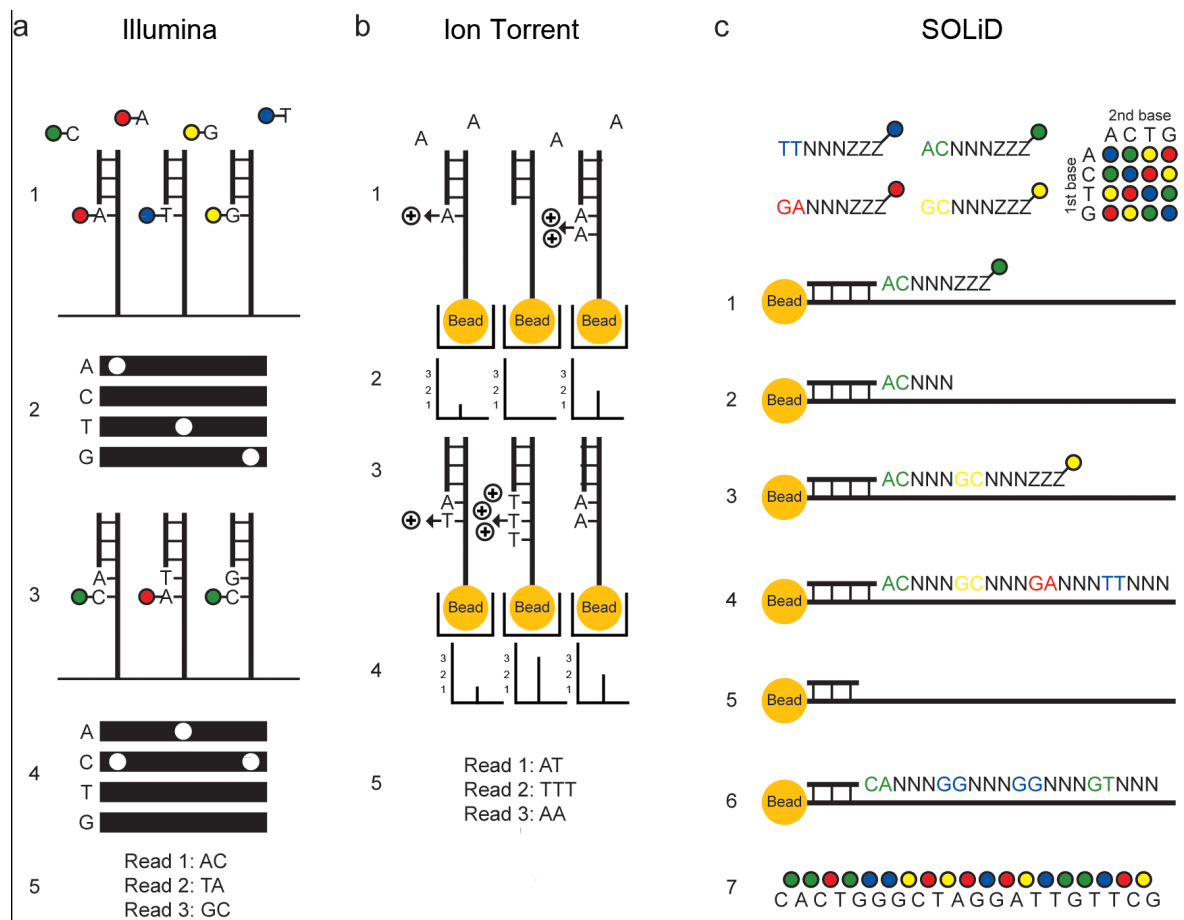 a Illumina
C A G T
1
A T G
2
A
C
T
G
3
A T G
C A C
4
A
C
T
G
5
Read 1: AC
Read 2: TA
Read 3: GC
b Ion Torrent
A A A A
1
+ A + A
+ A
Bead Bead Bead
2
3
2
1
3
2
1
3
2
1
3
A + T A
+ T + T A
+ T
Bead Bead Bead
4
3
2
1
3
2
1
3
2
1
5
Read 1: AT
Read 2: TTT
Read 3: AA
c SOLiD
TTNNNZZZ ACNNNZZZ
GANNNZZZ GCNNNZZZ
2nd base
A C T G
1st base
A
C
T
G
1 Bead ACNNNZZZ
2 Bead ACNNN
3 Bead ACNNNGCNNNZZZ
4 Bead ACNNNGCNNNGANNNTTNNN
5 Bead
6 Bead CANNNGGNNNGGNNNGTNNN
7
C A C T G G G C T A G G A T T G T T C G